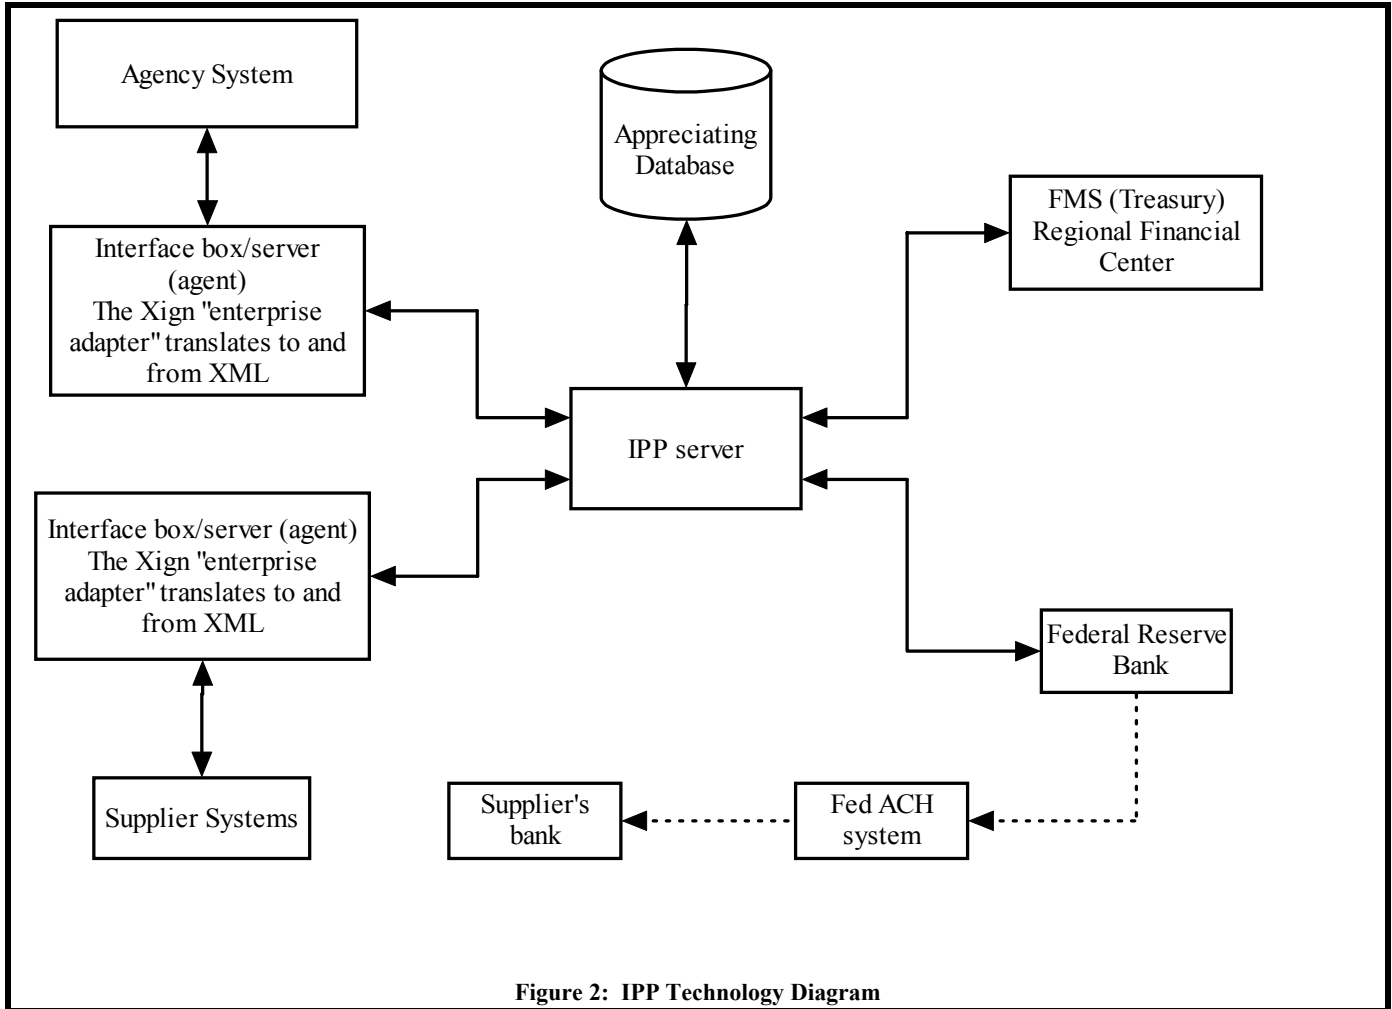 Agency System
Appreciating
Database
FMS (Treasury)
Regional Financial
Center
Interface box/server
(agent)
The Xign "enterprise
adapter" translates to and
from XML
IPP server
Interface box/server (agent)
The Xign "enterprise
adapter" translates to and
from XML
Federal Reserve
Bank
Supplier Systems
Supplier's
bank
Fed ACH
system
Figure 2: IPP Technology Diagram